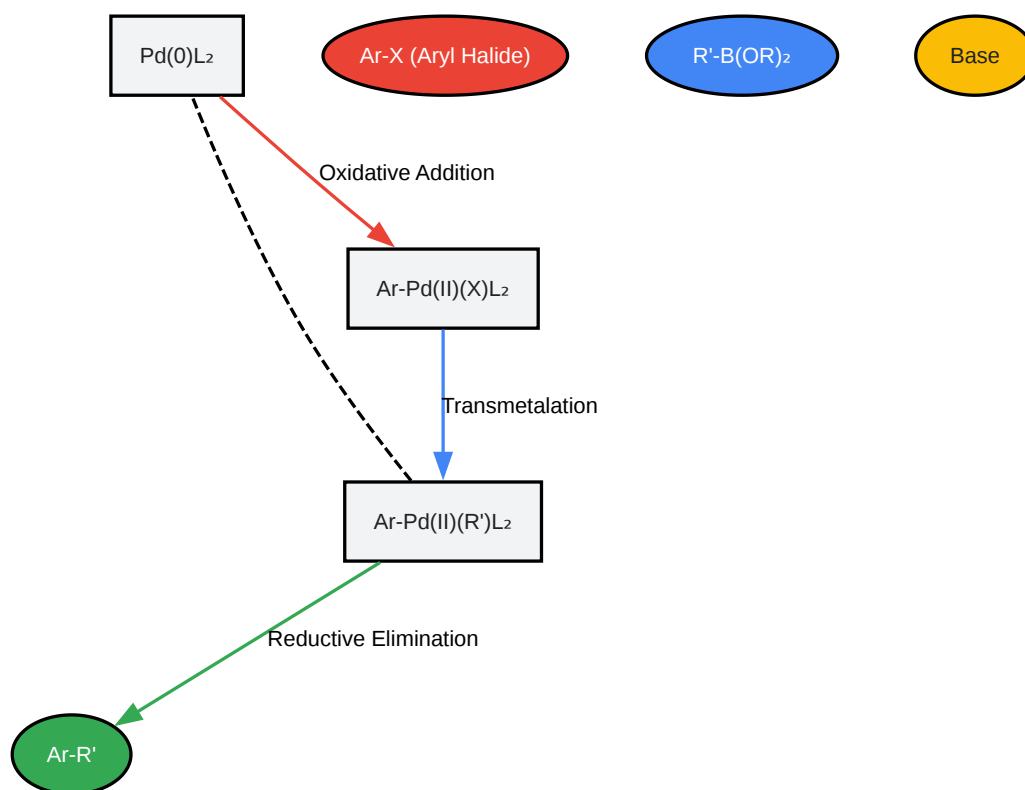 Pd(0)L₂
Ar-X (Aryl Halide)
R'-B(OR)₂
Base
Oxidative Addition
Ar-Pd(II)(X)L₂
Transmetalation
Ar-Pd(II)(R')L₂
Reductive Elimination
Ar-R'